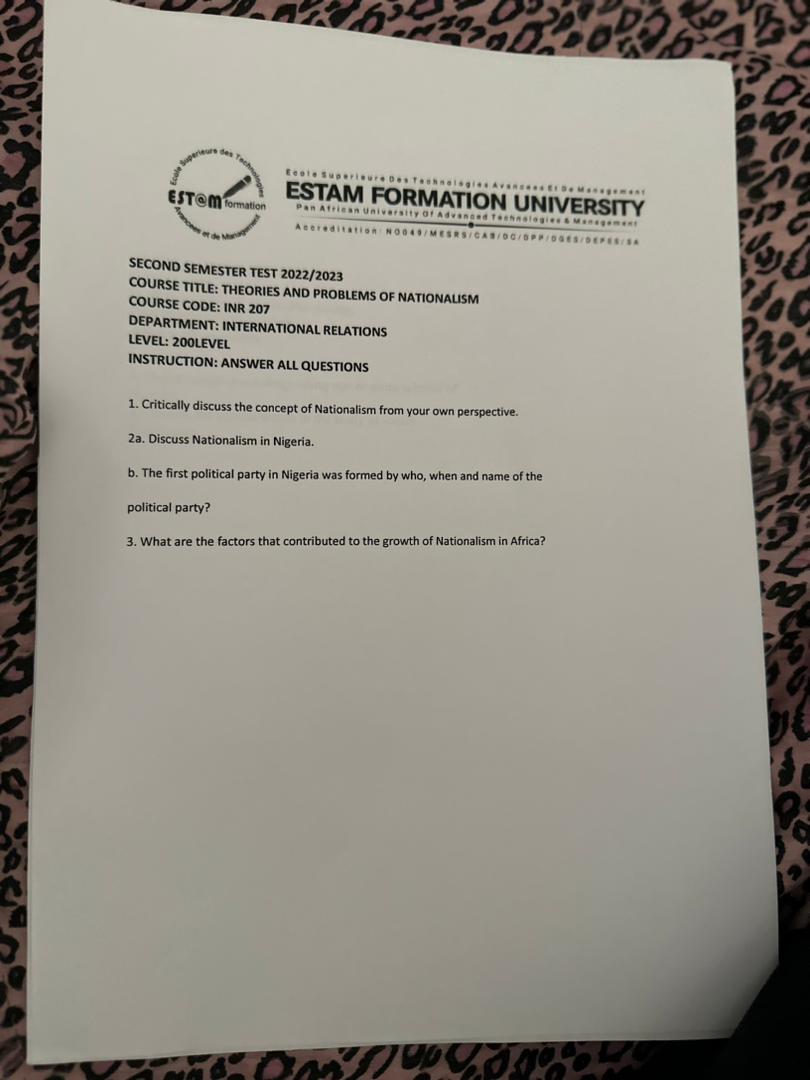 Ecole Superieure des Technologies
EST@M formation
Avancees et de Management
Ecole Superieure Des Technologies Avancees Et De Management
ESTAM FORMATION UNIVERSITY
Pan African University Of Advanced Technologies & Management
Accreditation: N0049/MESRS/CAB/DC/DPP/DGES/DEPES/SA
SECOND SEMESTER TEST 2022/2023
COURSE TITLE: THEORIES AND PROBLEMS OF NATIONALISM
COURSE CODE: INR 207
DEPARTMENT: INTERNATIONAL RELATIONS
LEVEL: 200LEVEL
INSTRUCTION: ANSWER ALL QUESTIONS
1. Critically discuss the concept of Nationalism from your own perspective.
2a. Discuss Nationalism in Nigeria.
b. The first political party in Nigeria was formed by who, when and name of the
political party?
3. What are the factors that contributed to the growth of Nationalism in Africa?